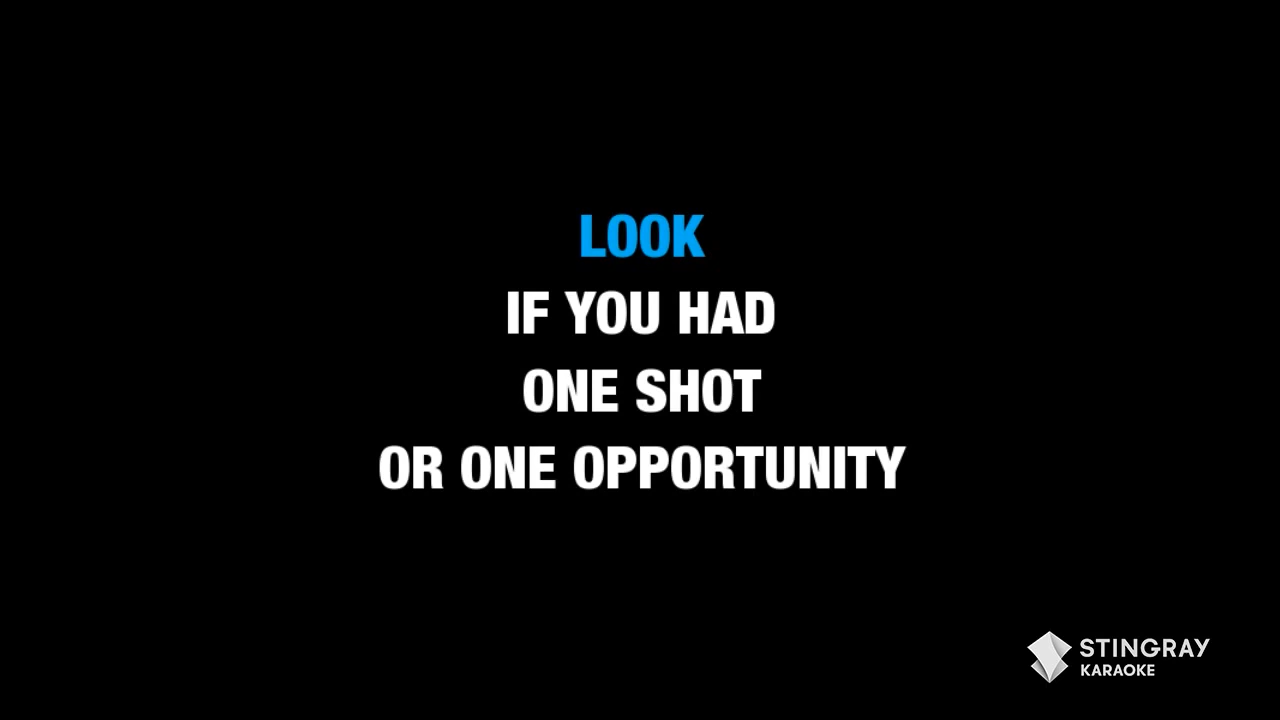 LOOK
IF YOU HAD
ONE SHOT
OR ONE OPPORTUNITY
STINGRAY
KARAOKE